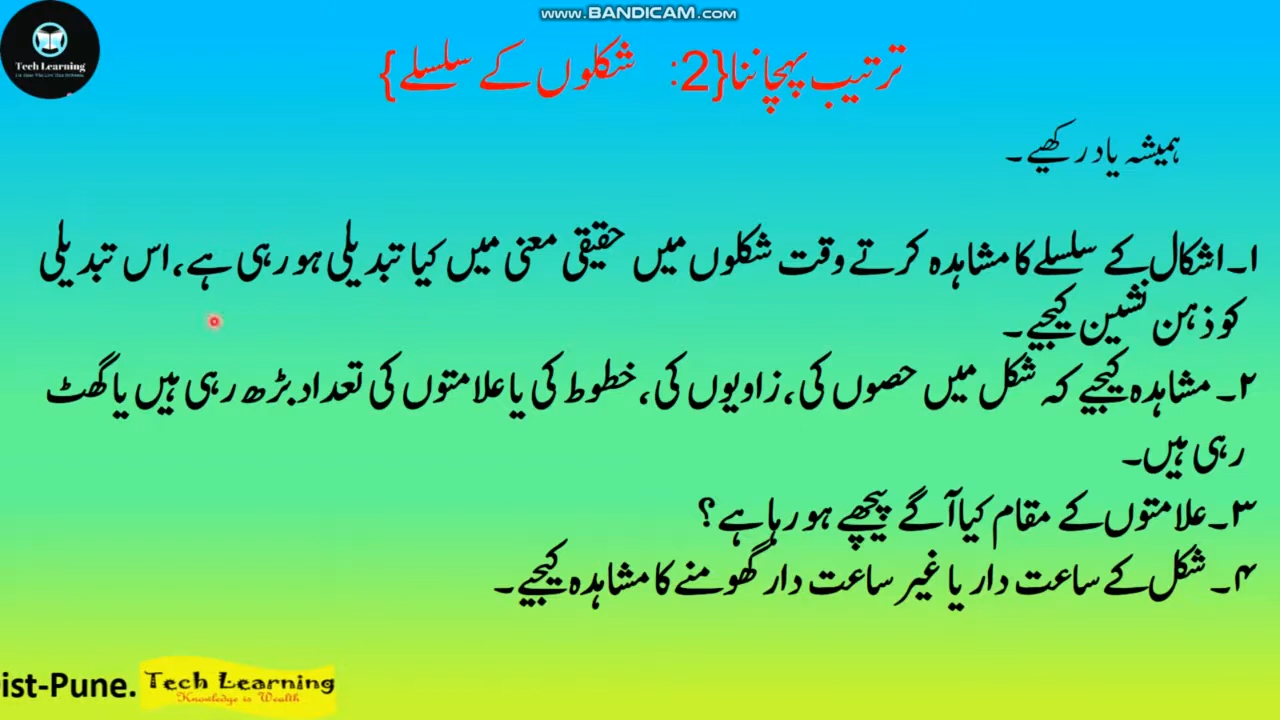 www.BANDICAM.com
Tech Learning
ترتیب پہچاننا{2: شکلوں کے سلسلے}
ہمیشہ یاد رکھیے۔
۱۔ اشکال کے سلسلے کا مشاہدہ کرتے وقت شکلوں میں حقیقی معنی میں کیا تبدیلی ہو رہی ہے، اس تبدیلی
کو ذہن نشین کیجیے۔
۲۔ مشاہدہ کیجیے کہ شکل میں حصوں کی، زاویوں کی، خطوط کی یا علامتوں کی تعداد بڑھ رہی ہیں یا گھٹ
رہی ہیں۔
۳۔ علامتوں کے مقام کیا آگے پیچھے ہو رہا ہے؟
۴۔ شکل کے ساعت دار یا غیر ساعت دار گھومنے کا مشاہدہ کیجیے۔
ist-Pune.
Tech Learning
Knowledge is Wealth